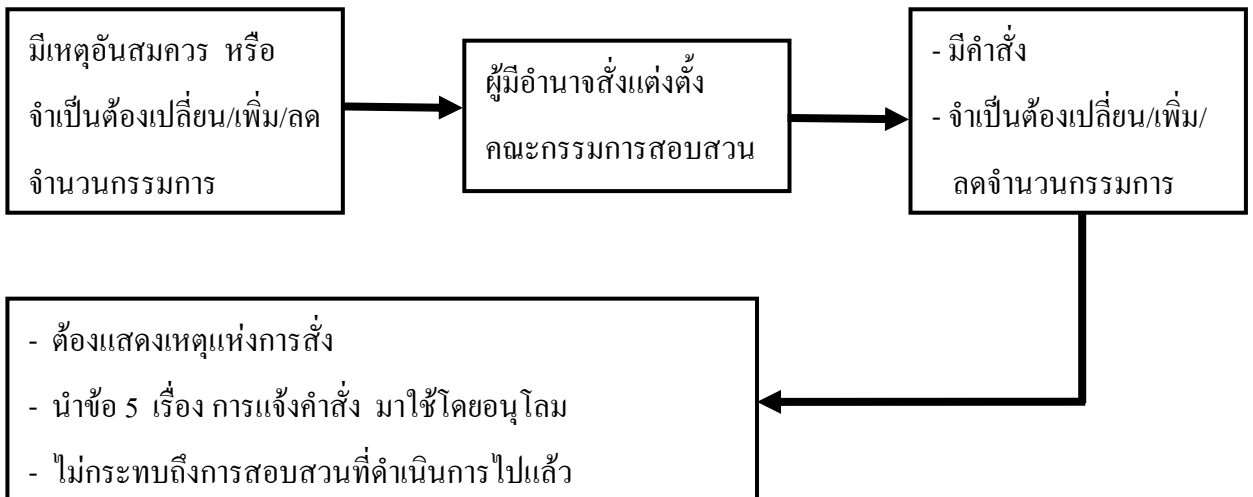 มีเหตุอันสมควร หรือ
จำเป็นต้องเปลี่ยน/เพิ่ม/ลด
จำนวนกรรมการ
ผู้มีอำนาจสั่งแต่งตั้ง
คณะกรรมการสอบสวน
- มีคำสั่ง
- จำเป็นต้องเปลี่ยน/เพิ่ม/
ลดจำนวนกรรมการ
- ต้องแสดงเหตุแห่งการสั่ง
- นำข้อ 5 เรื่อง การแจ้งคำสั่ง มาใช้โดยอนุโลม
- ไม่กระทบถึงการสอบสวนที่ดำเนินการไปแล้ว